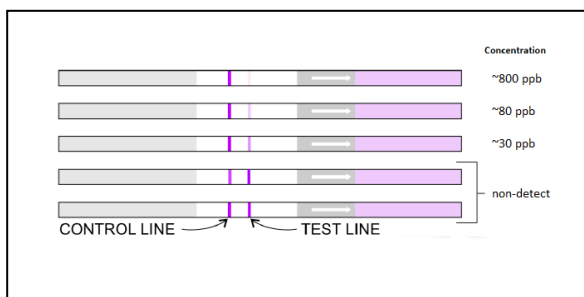 Concentration
~800 ppb
~80 ppb
~30 ppb
non-detect
CONTROL LINE
TEST LINE